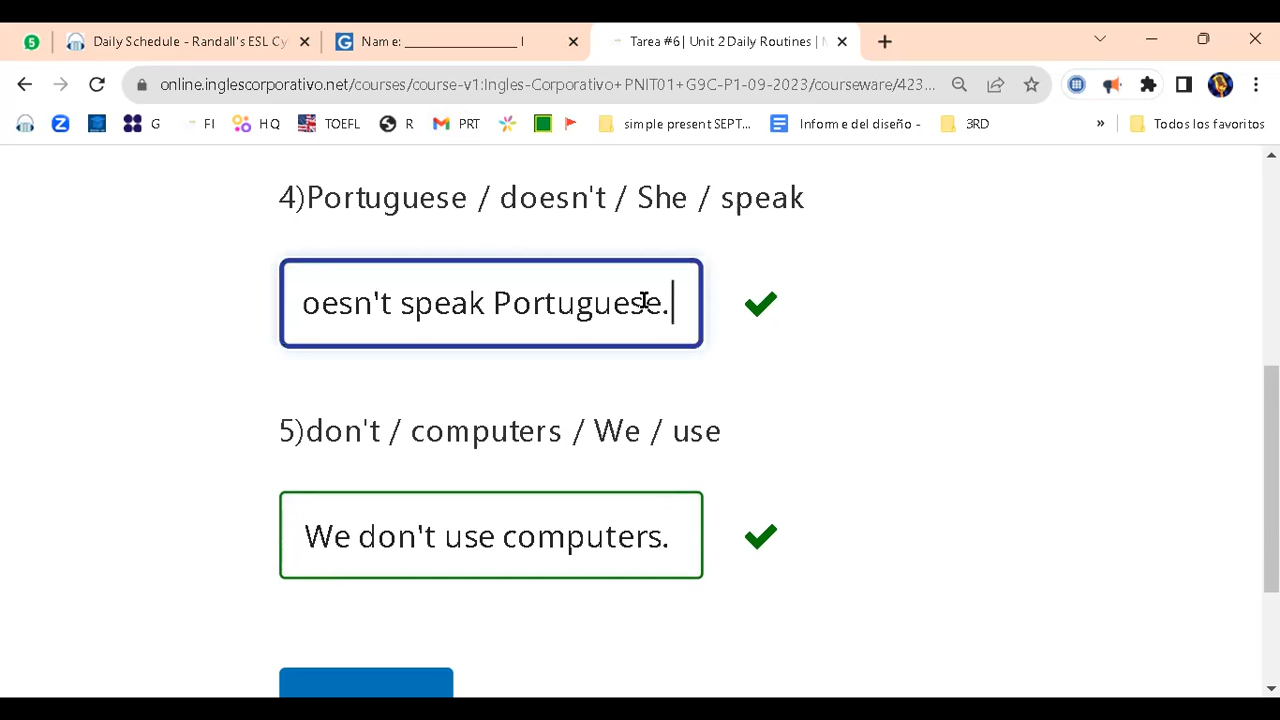 5 Daily Schedule - Randall's ESL Cy
Name: ________________ I
Tarea #6 | Unit 2 Daily Routines | M
online.inglescorporativo.net/courses/course-v1:Ingles-Corporativo+PNIT01+G9C-P1-09-2023/courseware/423...
G FI HQ TOEFL R PRT simple present SEPT... Informe del diseño - 3RD » Todos los favoritos
4)Portuguese / doesn't / She / speak
oesn't speak Portuguese.
5)don't / computers / We / use
We don't use computers.